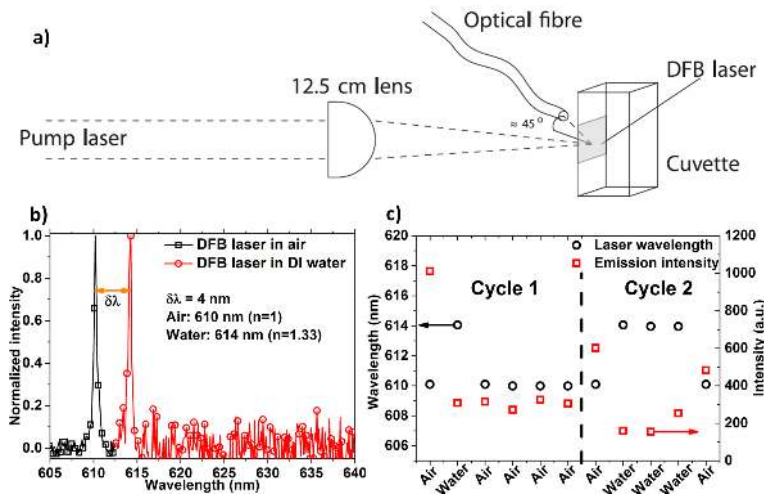 a)
Optical fibre
DFB laser
12.5 cm lens
≈ 45°
Pump laser
Cuvette
b)
Normalized intensity
1.0
0.8
0.6
0.4
0.2
0.0
DFB laser in air
DFB laser in DI water
δλ
δλ = 4 nm
Air: 610 nm (n=1)
Water: 614 nm (n=1.33)
605 610 615 620 625 630 635 640
Wavelength (nm)
c)
Wavelength (nm)
620
618
616
614
612
610
608
606
Laser wavelength
Emission intensity
Cycle 1
Cycle 2
1200
1000
800
600
400
200
0
Intensity (a.u.)
Air Water Air Air Air Air Air Water Water Water Air